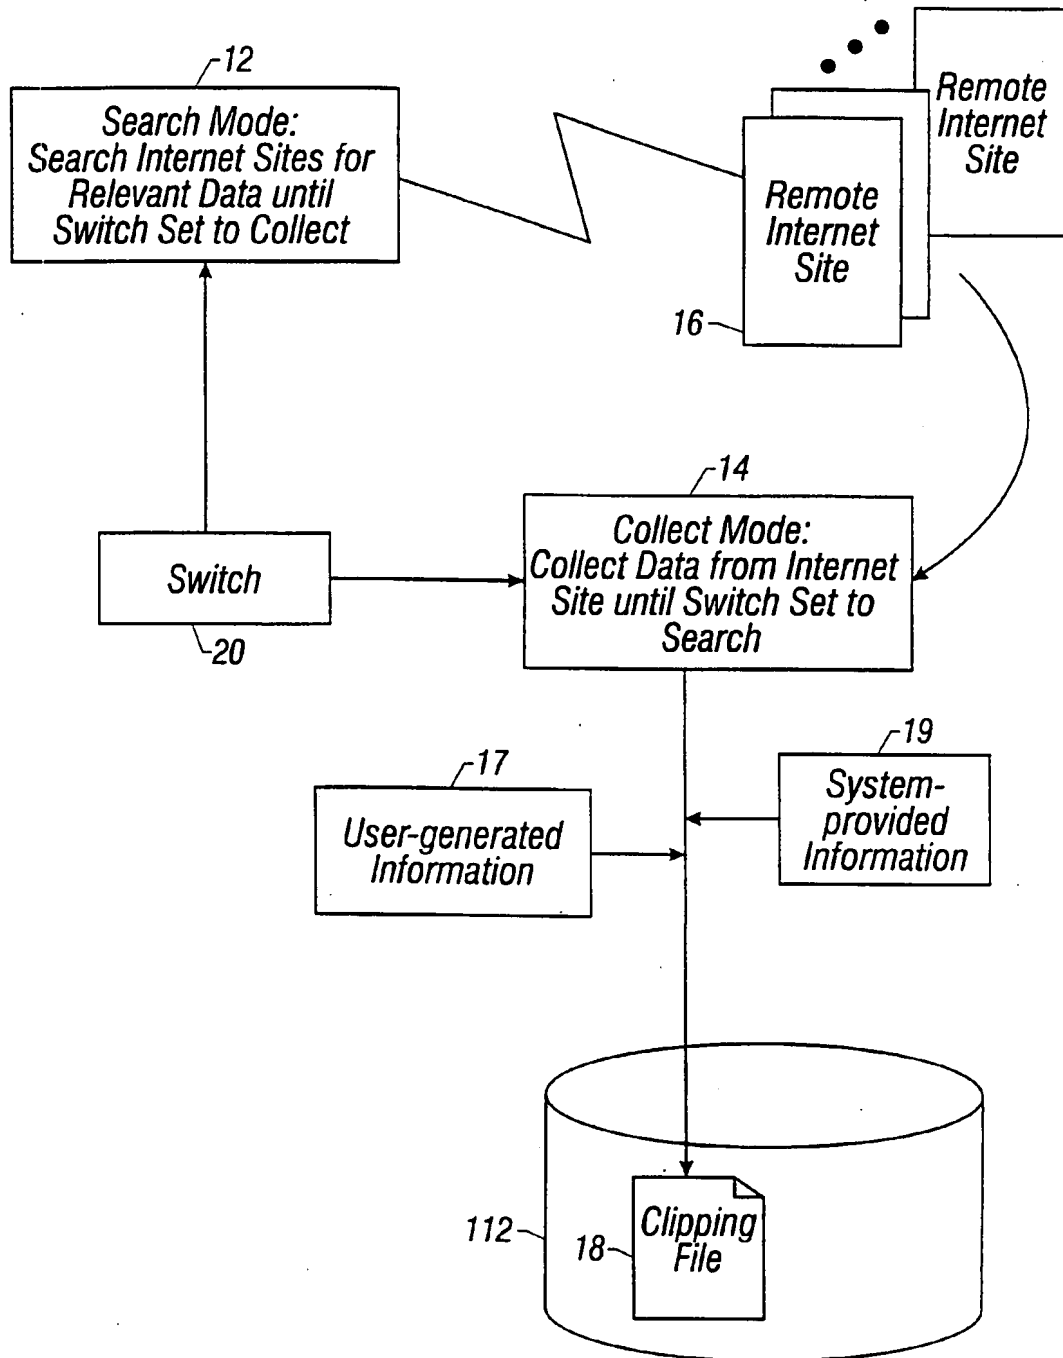 12
Search Mode:
Search Internet Sites for
Relevant Data until
Switch Set to Collect
Remote
Internet
Site
Remote
Internet
Site
16
14
Collect Mode:
Collect Data from Internet
Site until Switch Set to
Search
Switch
20
17
User-generated
Information
19
System-
provided
Information
112
18
Clipping
File